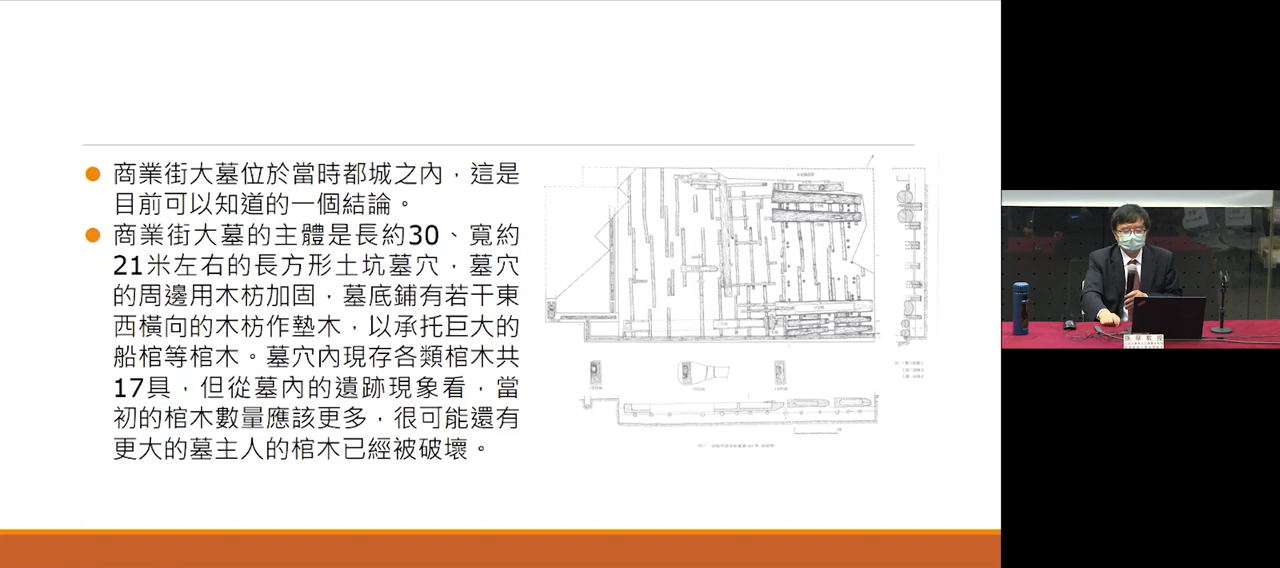 商業街大墓位於當時都城之內，這是
目前可以知道的一個結論。
商業街大墓的主體是長約30、寬約
21米左右的長方形土坑墓穴，墓穴
的周邊用木枋加固，墓底鋪有若干東
西橫向的木枋作墊木，以承托巨大的
船棺等棺木。墓穴內現存各類棺木共
17具，但從墓內的遺跡現象看，當
初的棺木數量應該更多，很可能還有
更大的墓主人的棺木已經被破壞。